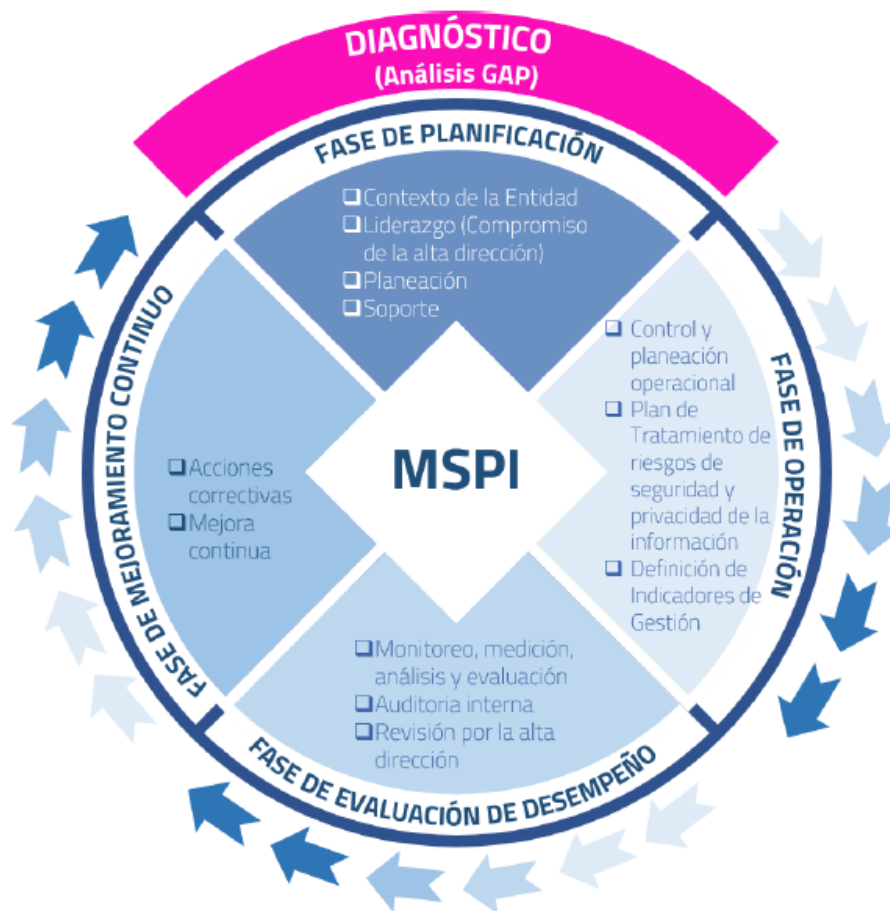 DIAGNÓSTICO
(Análisis GAP)
FASE DE PLANIFICACIÓN
❑Contexto de la Entidad
❑Liderazgo (Compromiso
de la alta dirección)
❑Planeación
❑Soporte
FASE DE OPERACIÓN
❑ Control y
planeación
operacional
❑ Plan de
Tratamiento de
riesgos de
seguridad y
privacidad de la
información
❑ Definición de
Indicadores de
Gestión
MSPI
FASE DE EVALUACIÓN DE DESEMPEÑO
❑Monitoreo, medición,
análisis y evaluación
❑Auditoria interna
❑Revisión por la alta
dirección
FASE DE MEJORAMIENTO CONTINUO
❑Acciones
correctivas
❑Mejora
continua